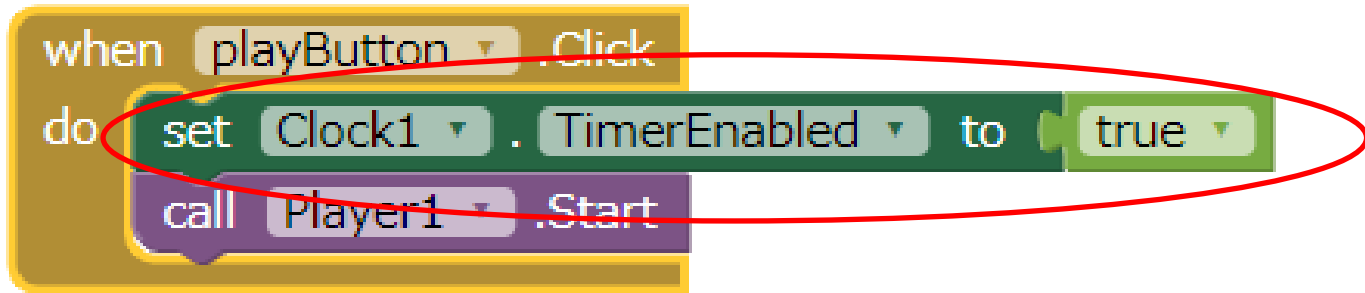 when playButton .Click
do set Clock1 . TimerEnabled to true
call Player1 .Start